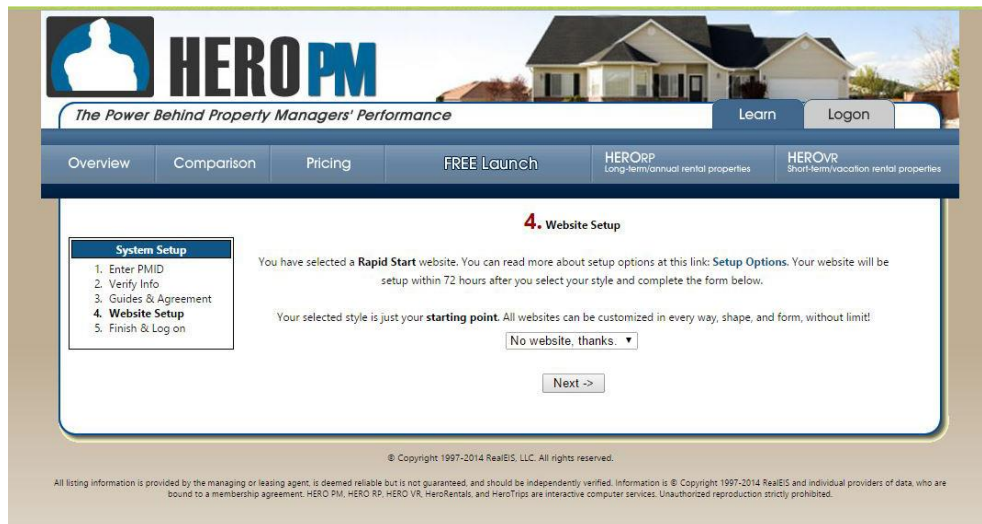 HERO PM
The Power Behind Property Managers' Performance
Learn
Logon
Overview
Comparison
Pricing
FREE Launch
HERORP
Long-term/annual rental properties
HEROVR
Short-term/vacation rental properties
4. Website Setup
System Setup
1. Enter PMID
2. Verify Info
3. Guides & Agreement
4. Website Setup
5. Finish & Log on
You have selected a Rapid Start website. You can read more about setup options at this link: Setup Options. Your website will be
setup within 72 hours after you select your style and complete the form below.
Your selected style is just your starting point. All websites can be customized in every way, shape, and form, without limit!
No website, thanks.
Next ->
© Copyright 1997-2014 RealEIS, LLC. All rights reserved.
All listing information is provided by the managing or leasing agent, is deemed reliable but is not guaranteed, and should be independently verified. Information is © Copyright 1997-2014 RealEIS and individual providers of data, who are
bound to a membership agreement. HERO PM, HERO RP, HERO VR, HeroRentals, and HeroTrips are interactive computer services. Unauthorized reproduction strictly prohibited.